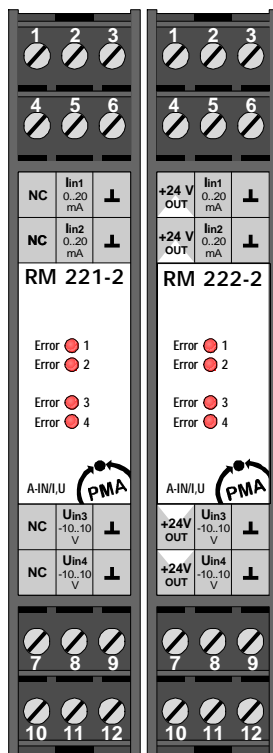 1 2 3
4 5 6
NC Iin1 0..20 mA ⊥
NC Iin2 0..20 mA ⊥
RM 221-2
Error 1
Error 2
Error 3
Error 4
A-IN/I,U PMA
NC Uin3 -10..10 V ⊥
NC Uin4 -10..10 V ⊥
7 8 9
10 11 12
1 2 3
4 5 6
+24 V OUT Iin1 0..20 mA ⊥
+24 V OUT Iin2 0..20 mA ⊥
RM 222-2
Error 1
Error 2
Error 3
Error 4
A-IN/I,U PMA
+24V OUT Uin3 -10..10 V ⊥
+24V OUT Uin4 -10..10 V ⊥
7 8 9
10 11 12